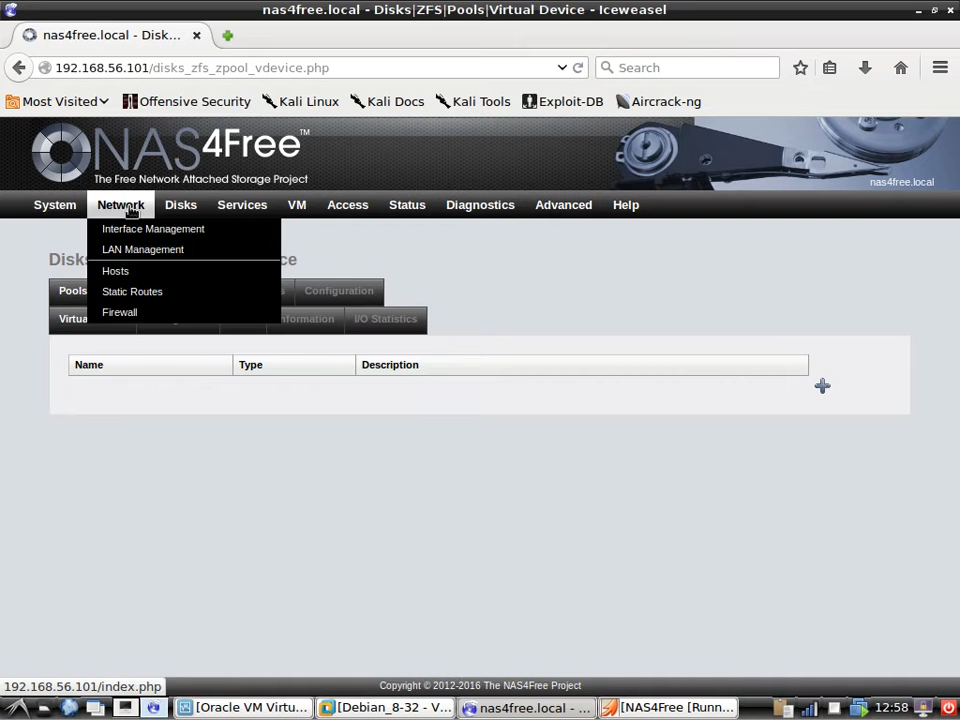 nas4free.local - Disks|ZFS|Pools|Virtual Device - Iceweasel
nas4free.local - Disk...
192.168.56.101/disks_zfs_zpool_vdevice.php
Search
Most Visited
Offensive Security
Kali Linux
Kali Docs
Kali Tools
Exploit-DB
Aircrack-ng
NAS4Free™
The Free Network Attached Storage Project
nas4free.local
System Network Disks Services VM Access Status Diagnostics Advanced Help
Interface Management
LAN Management
Hosts
Static Routes
Firewall
Pools Configuration
I/O Statistics
Name Type Description
192.168.56.101/index.php
Copyright © 2012-2016 The NAS4Free Project
[Oracle VM Virtu... [Debian_8-32 - V... nas4free.local - ... [NAS4Free [Runn... 12:58